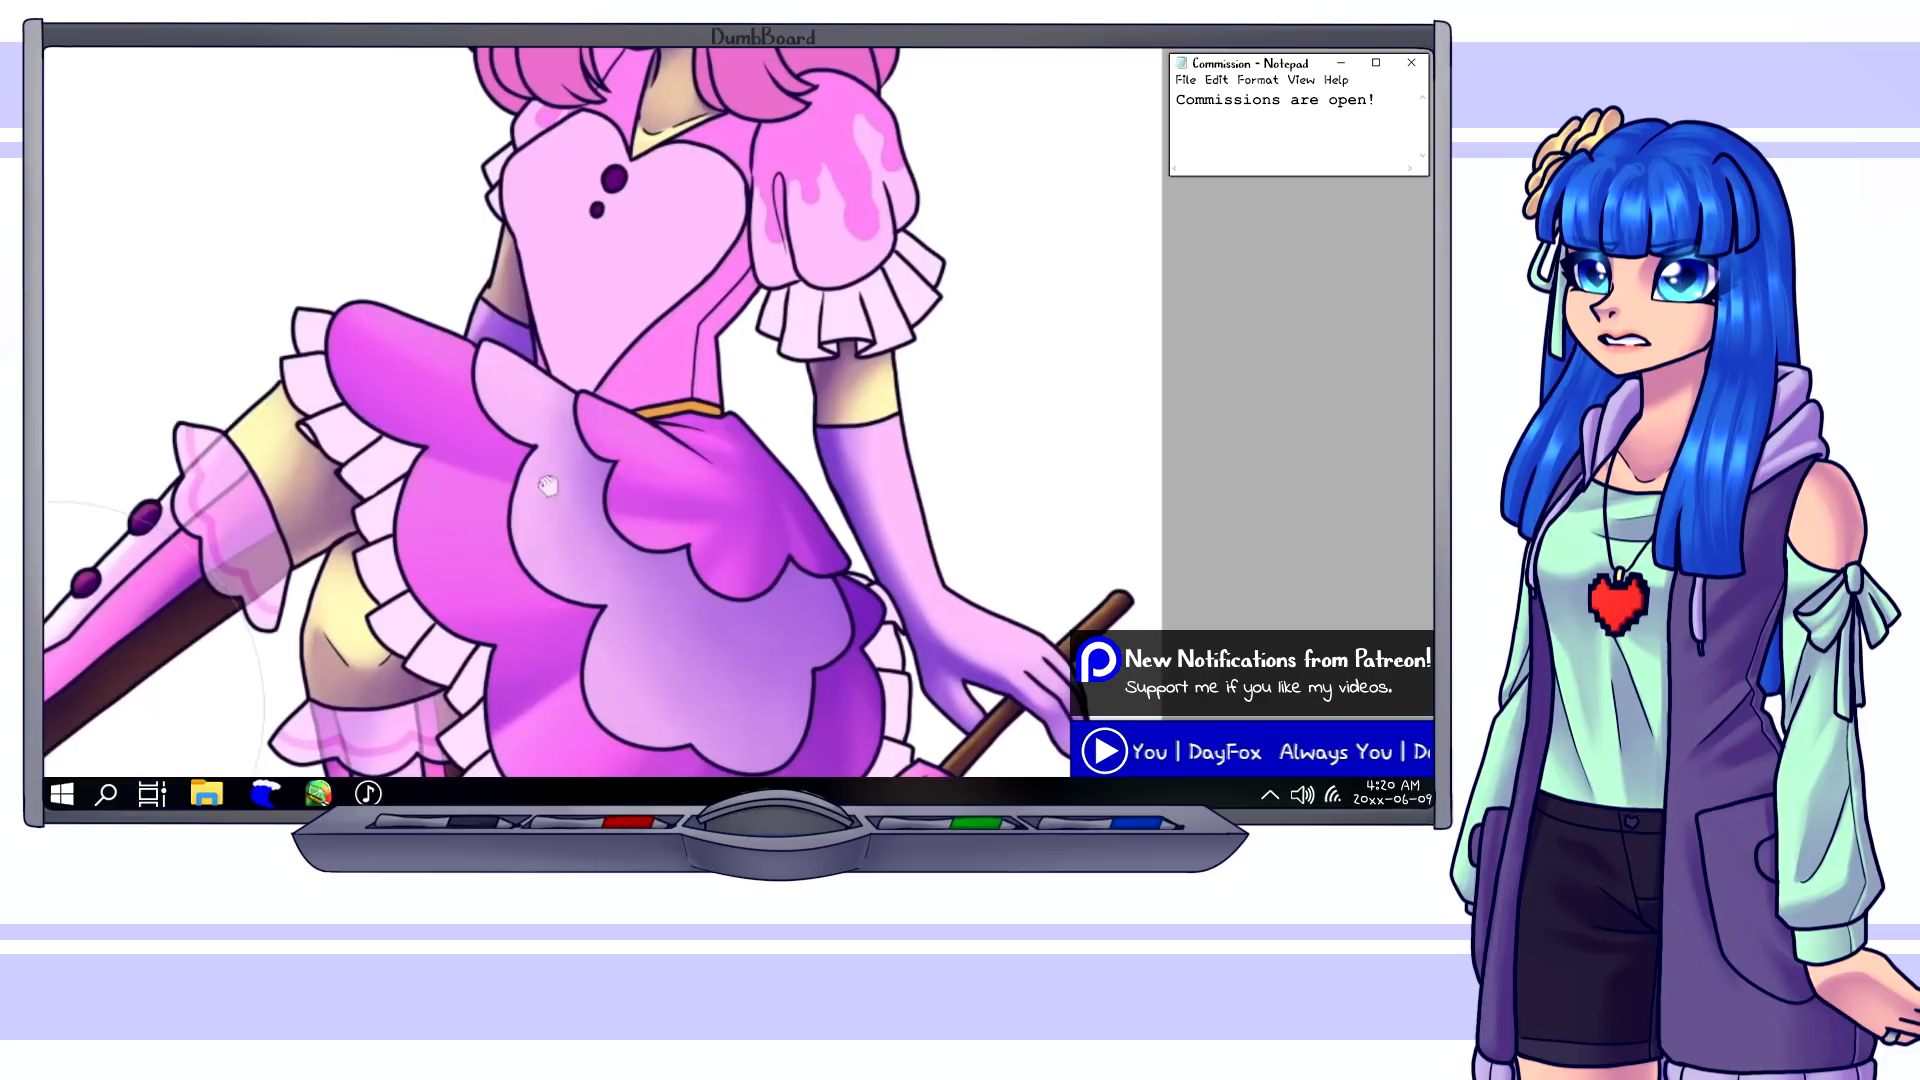 DumbBoard
Commission - Notepad
File Edit Format View Help
Commissions are open!
New Notifications from Patreon!
Support me if you like my videos.
You | DayFox Always You | D
4:20 AM
20xx-06-09